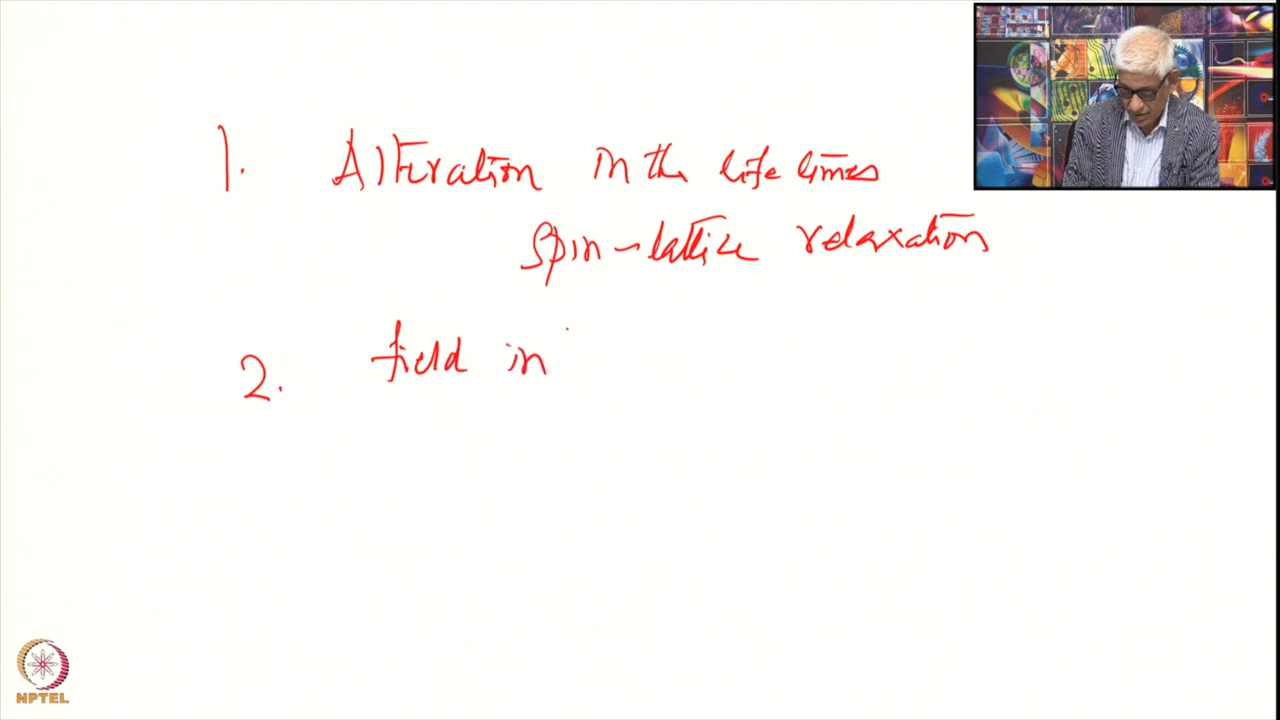 1. Alteration in the life times
spin-lattice relaxation
2. field in
NPTEL